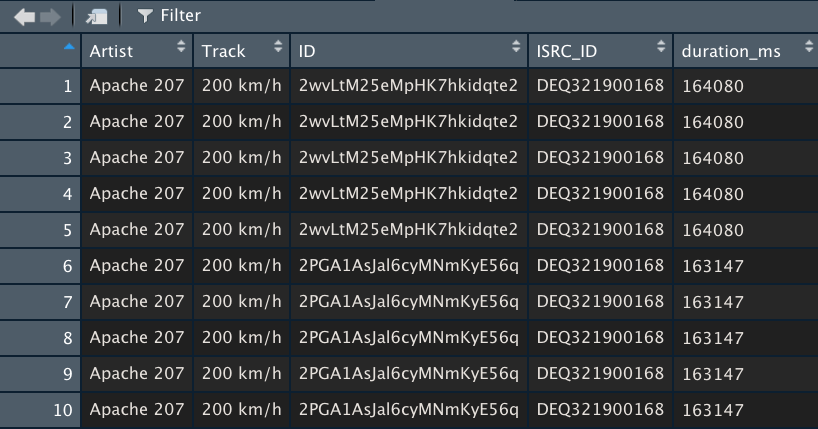 Filter
Artist Track ID ISRC_ID duration_ms
1 Apache 207 200 km/h 2wvLtM25eMpHK7hkidqte2 DEQ321900168 164080
2 Apache 207 200 km/h 2wvLtM25eMpHK7hkidqte2 DEQ321900168 164080
3 Apache 207 200 km/h 2wvLtM25eMpHK7hkidqte2 DEQ321900168 164080
4 Apache 207 200 km/h 2wvLtM25eMpHK7hkidqte2 DEQ321900168 164080
5 Apache 207 200 km/h 2wvLtM25eMpHK7hkidqte2 DEQ321900168 164080
6 Apache 207 200 km/h 2PGA1AsJal6cyMNmKyE56q DEQ321900168 163147
7 Apache 207 200 km/h 2PGA1AsJal6cyMNmKyE56q DEQ321900168 163147
8 Apache 207 200 km/h 2PGA1AsJal6cyMNmKyE56q DEQ321900168 163147
9 Apache 207 200 km/h 2PGA1AsJal6cyMNmKyE56q DEQ321900168 163147
10 Apache 207 200 km/h 2PGA1AsJal6cyMNmKyE56q DEQ321900168 163147